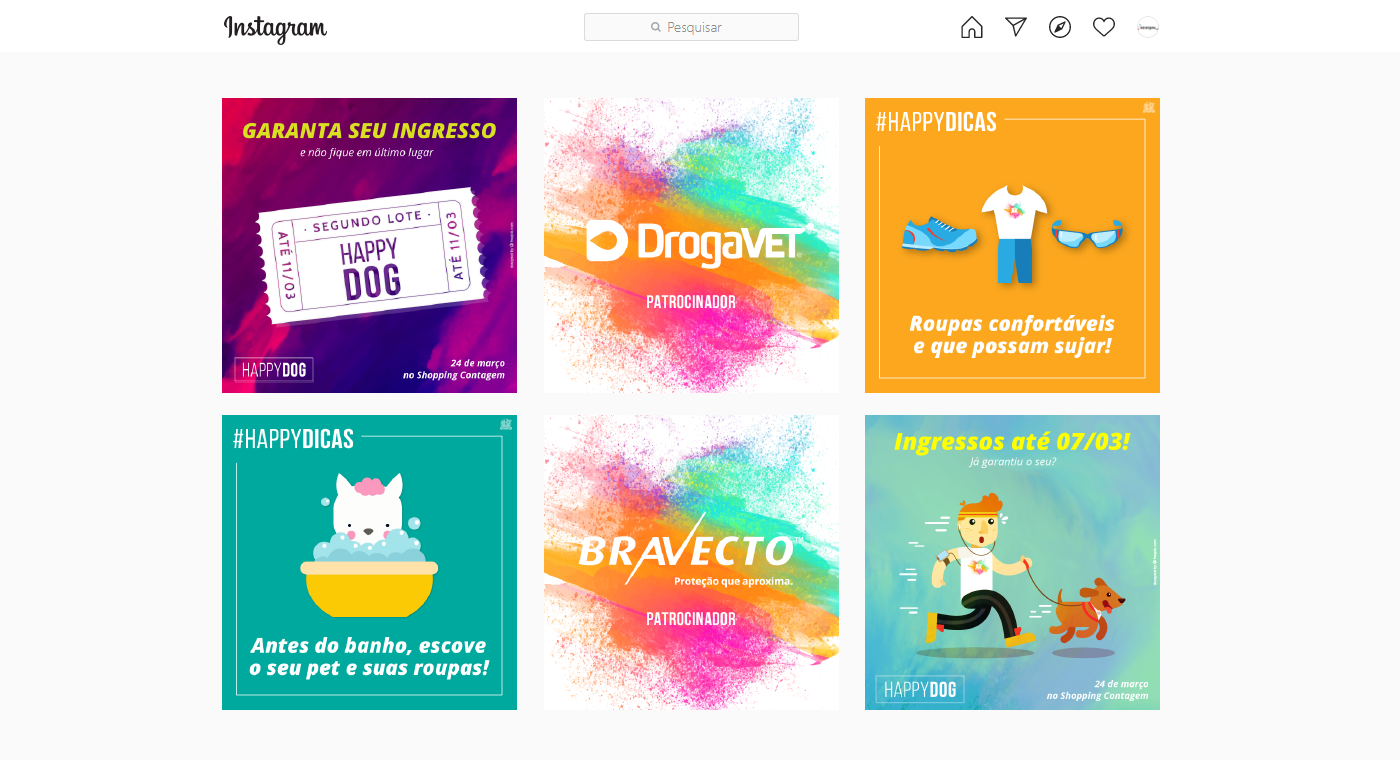 Instagram
Pesquisar
GARANTA SEU INGRESSO
e não fique em último lugar
· SEGUNDO LOTE ·
ATÉ 11/03
HAPPY
DOG
ATÉ 11/03
HAPPYDOG
24 de março
no Shopping Contagem
DrogaVET
PATROCINADOR
#HAPPYDICAS
Roupas confortáveis
e que possam sujar!
#HAPPYDICAS
Antes do banho, escove
o seu pet e suas roupas!
BRAVECTO
Proteção que aproxima.
PATROCINADOR
Ingressos até 07/03!
Já garantiu o seu?
HAPPYDOG
24 de março
no Shopping Contagem